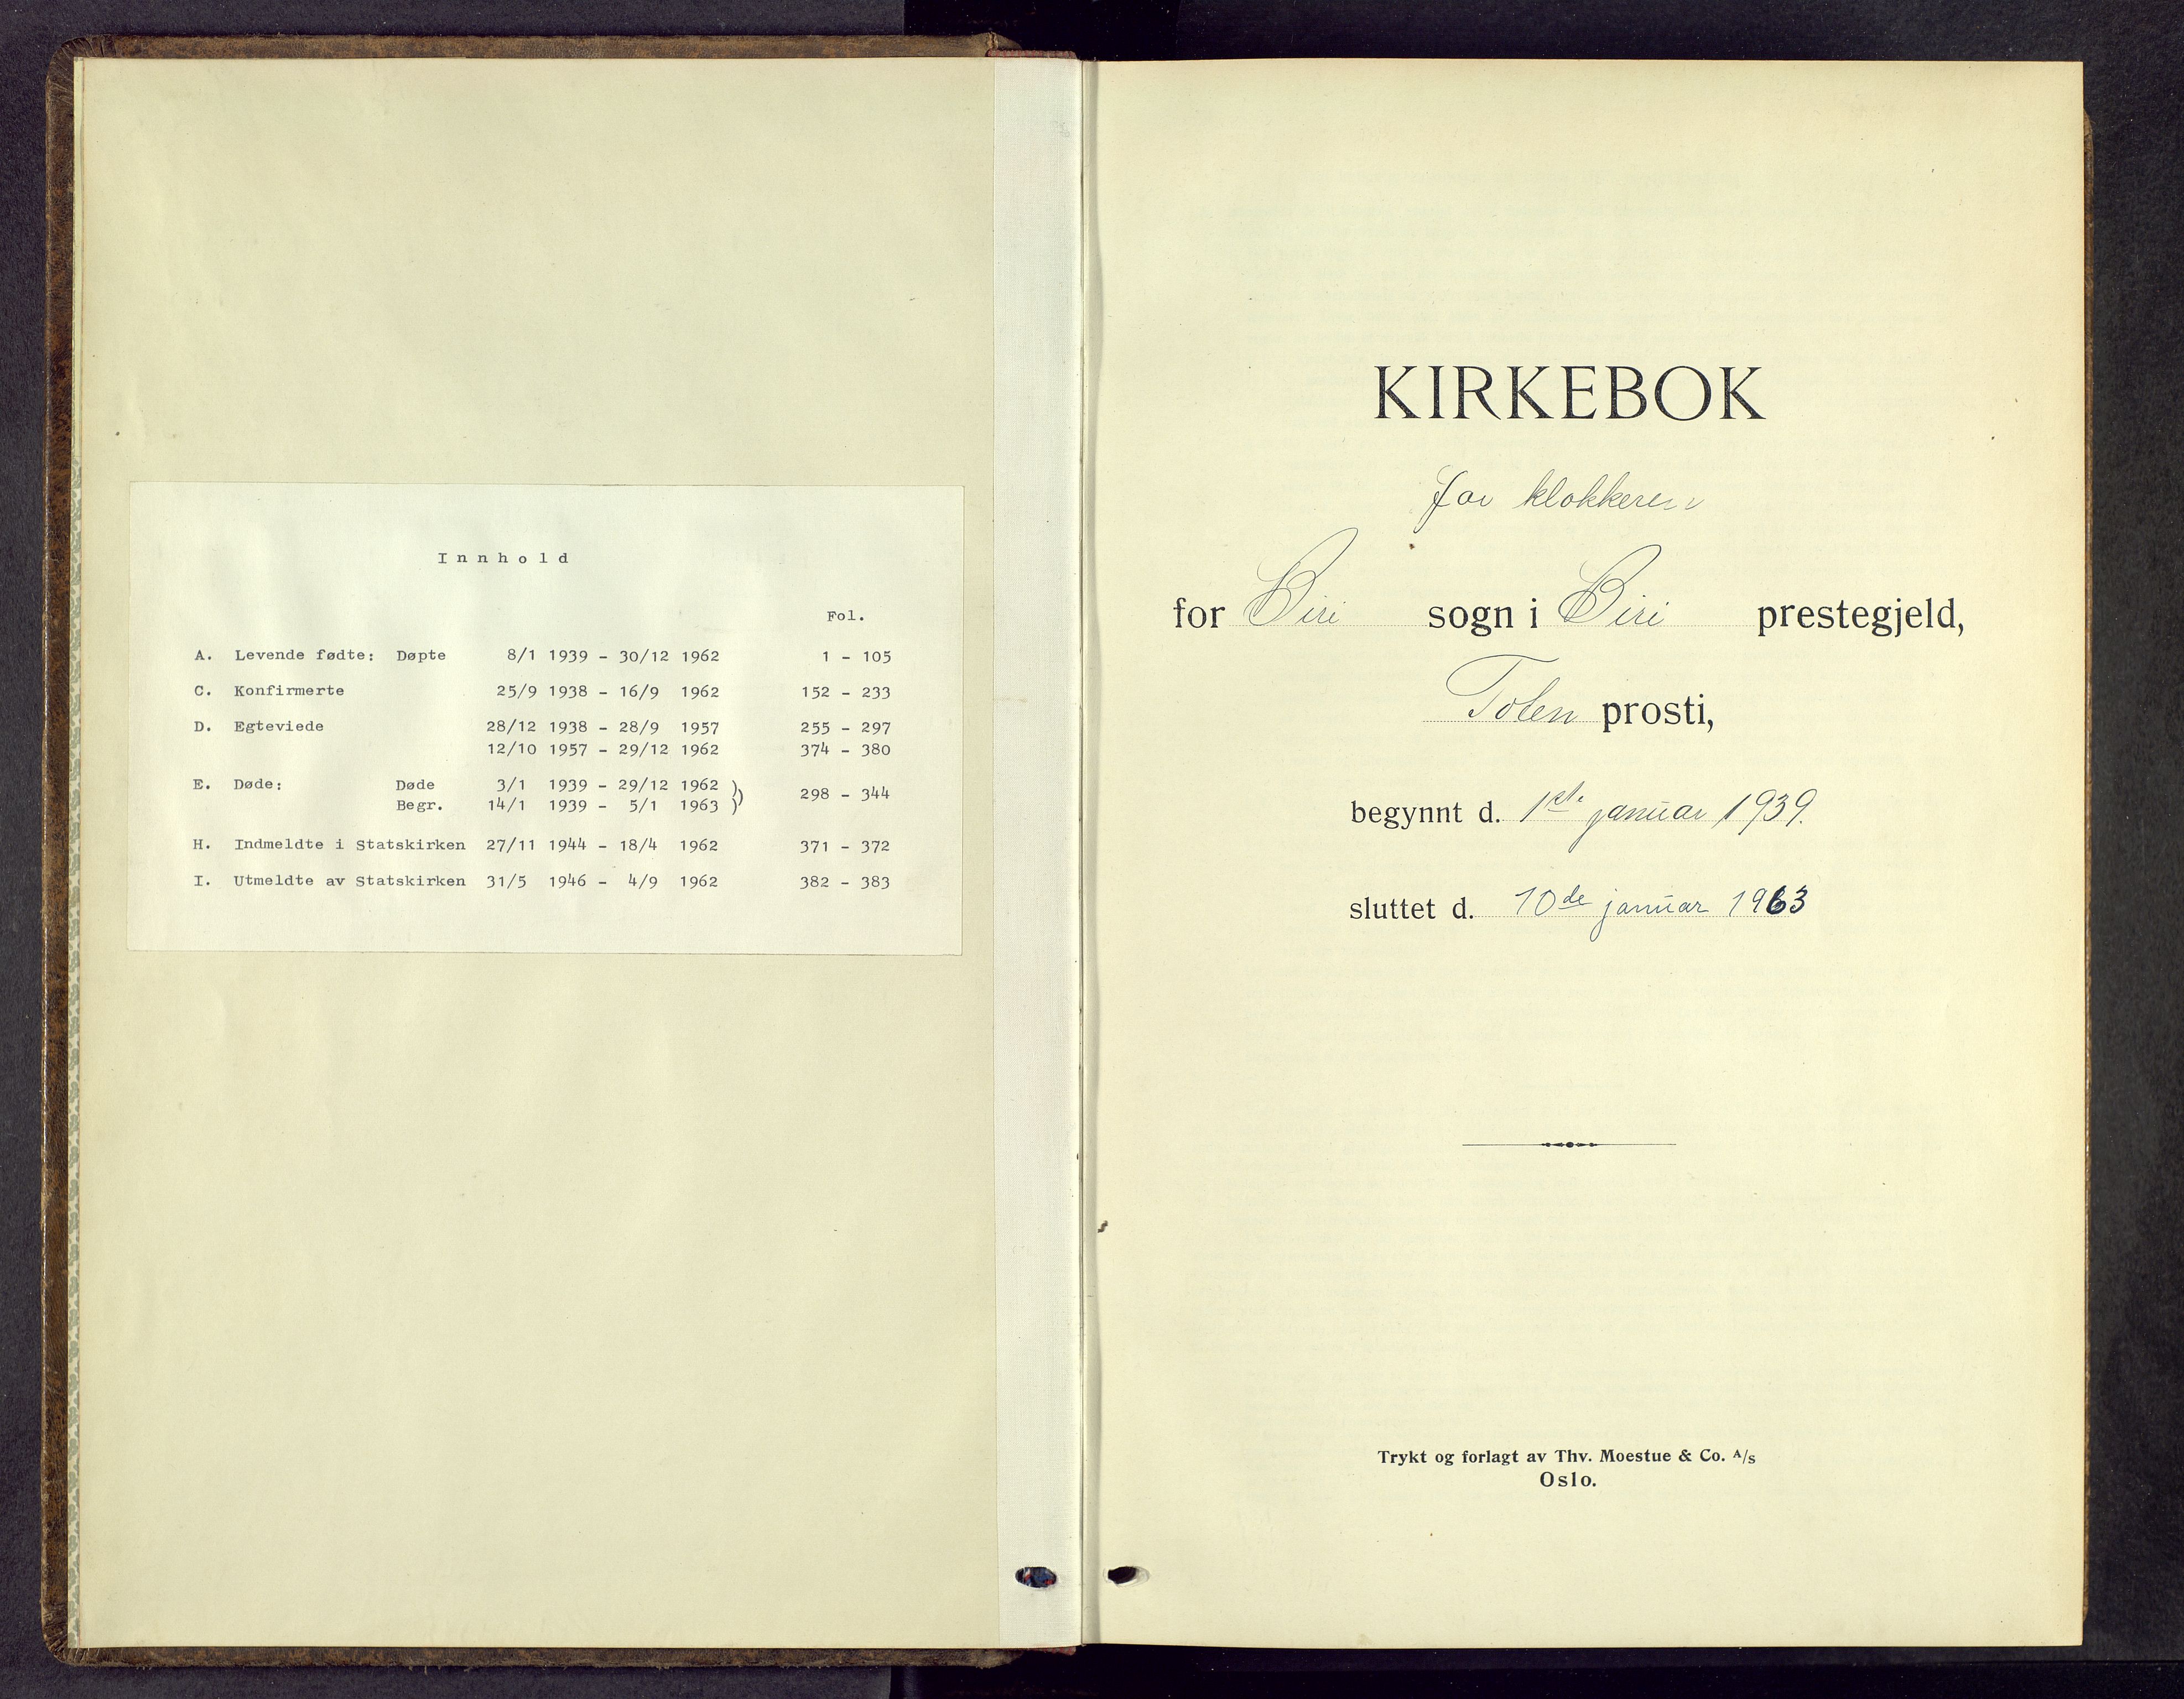 Innhold
Fol.
A. Levende fødte: Døpte 8/1 1939 - 30/12 1962 1 - 105
C. Konfirmerte 25/9 1938 - 16/9 1962 152 - 233
D. Egteviede 28/12 1938 - 28/9 1957 255 - 297
12/10 1957 - 29/12 1962 374 - 380
E. Døde: Døde 3/1 1939 - 29/12 1962 )
Begr. 14/1 1939 - 5/1 1963 ) 298 - 344
H. Indmeldte i Statskirken 27/11 1944 - 18/4 1962 371 - 372
I. Utmeldte av Statskirken 31/5 1946 - 4/9 1962 382 - 383
KIRKEBOK
for klokkeren
for Biri sogn i Biri prestegjeld,
Toten prosti,
begynnt d. 1ste januar 1939.
sluttet d. 10de januar 1963
Trykt og forlagt av Thv. Moestue & Co. A/s
Oslo.